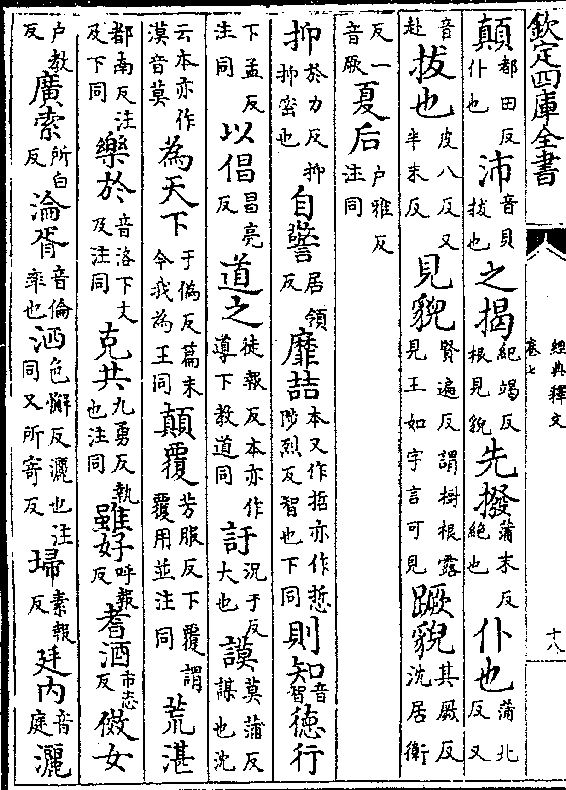 欽定四庫全書
經典釋文
卷七
十八
顛都田反仆也沛音貝拔也之揭紀竭反根見貌先撥蒲末反絶也仆也蒲北反又
音赴拔也皮八反又半末反見貌賢遍反謂樹根露見王如字言可見蹶貌其厥反沈居衛
反一音厥夏后户雅反注同
抑於力反抑抑密也自警居領反靡喆本又作哲亦作悊陟烈反智也下同則知音智德行
下孟反注同以倡昌亮反道之徒報反本亦作導下教道同訏況于反大也謨莫蒲反謀也沈
云本亦作漠音莫為天下于偽反篇末令我為王同顛覆芳服反下覆謂覆用並注同荒湛
都南反注及下同樂於音洛下文及注同克共九勇反執也注同雖好呼報反耆酒市志反傚女
户教反廣索所白反淪胥音倫率也洒色懈反灑也注同又所寄反埽素報反廷內音庭灑